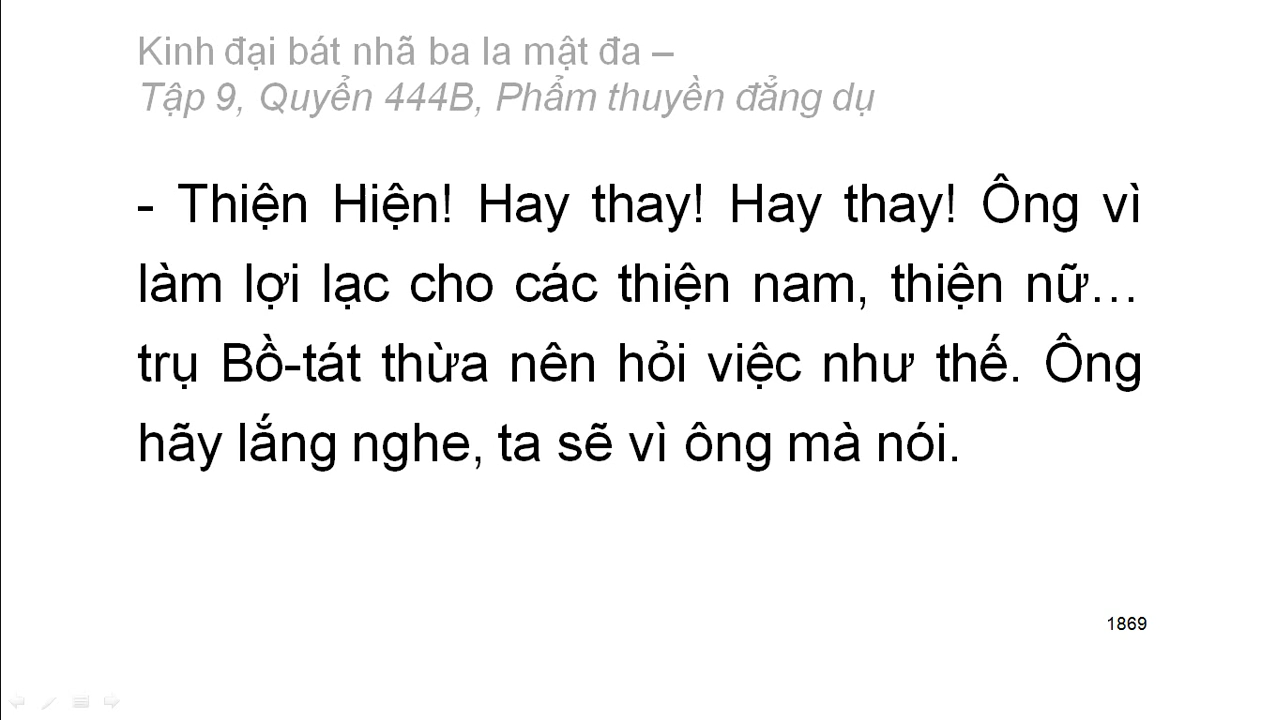 Kinh đại bát nhã ba la mật đa –
Tập 9, Quyển 444B, Phẩm thuyền đẳng dụ
- Thiện Hiện! Hay thay! Hay thay! Ông vì
làm lợi lạc cho các thiện nam, thiện nữ…
trụ Bồ-tát thừa nên hỏi việc như thế. Ông
hãy lắng nghe, ta sẽ vì ông mà nói.
1869